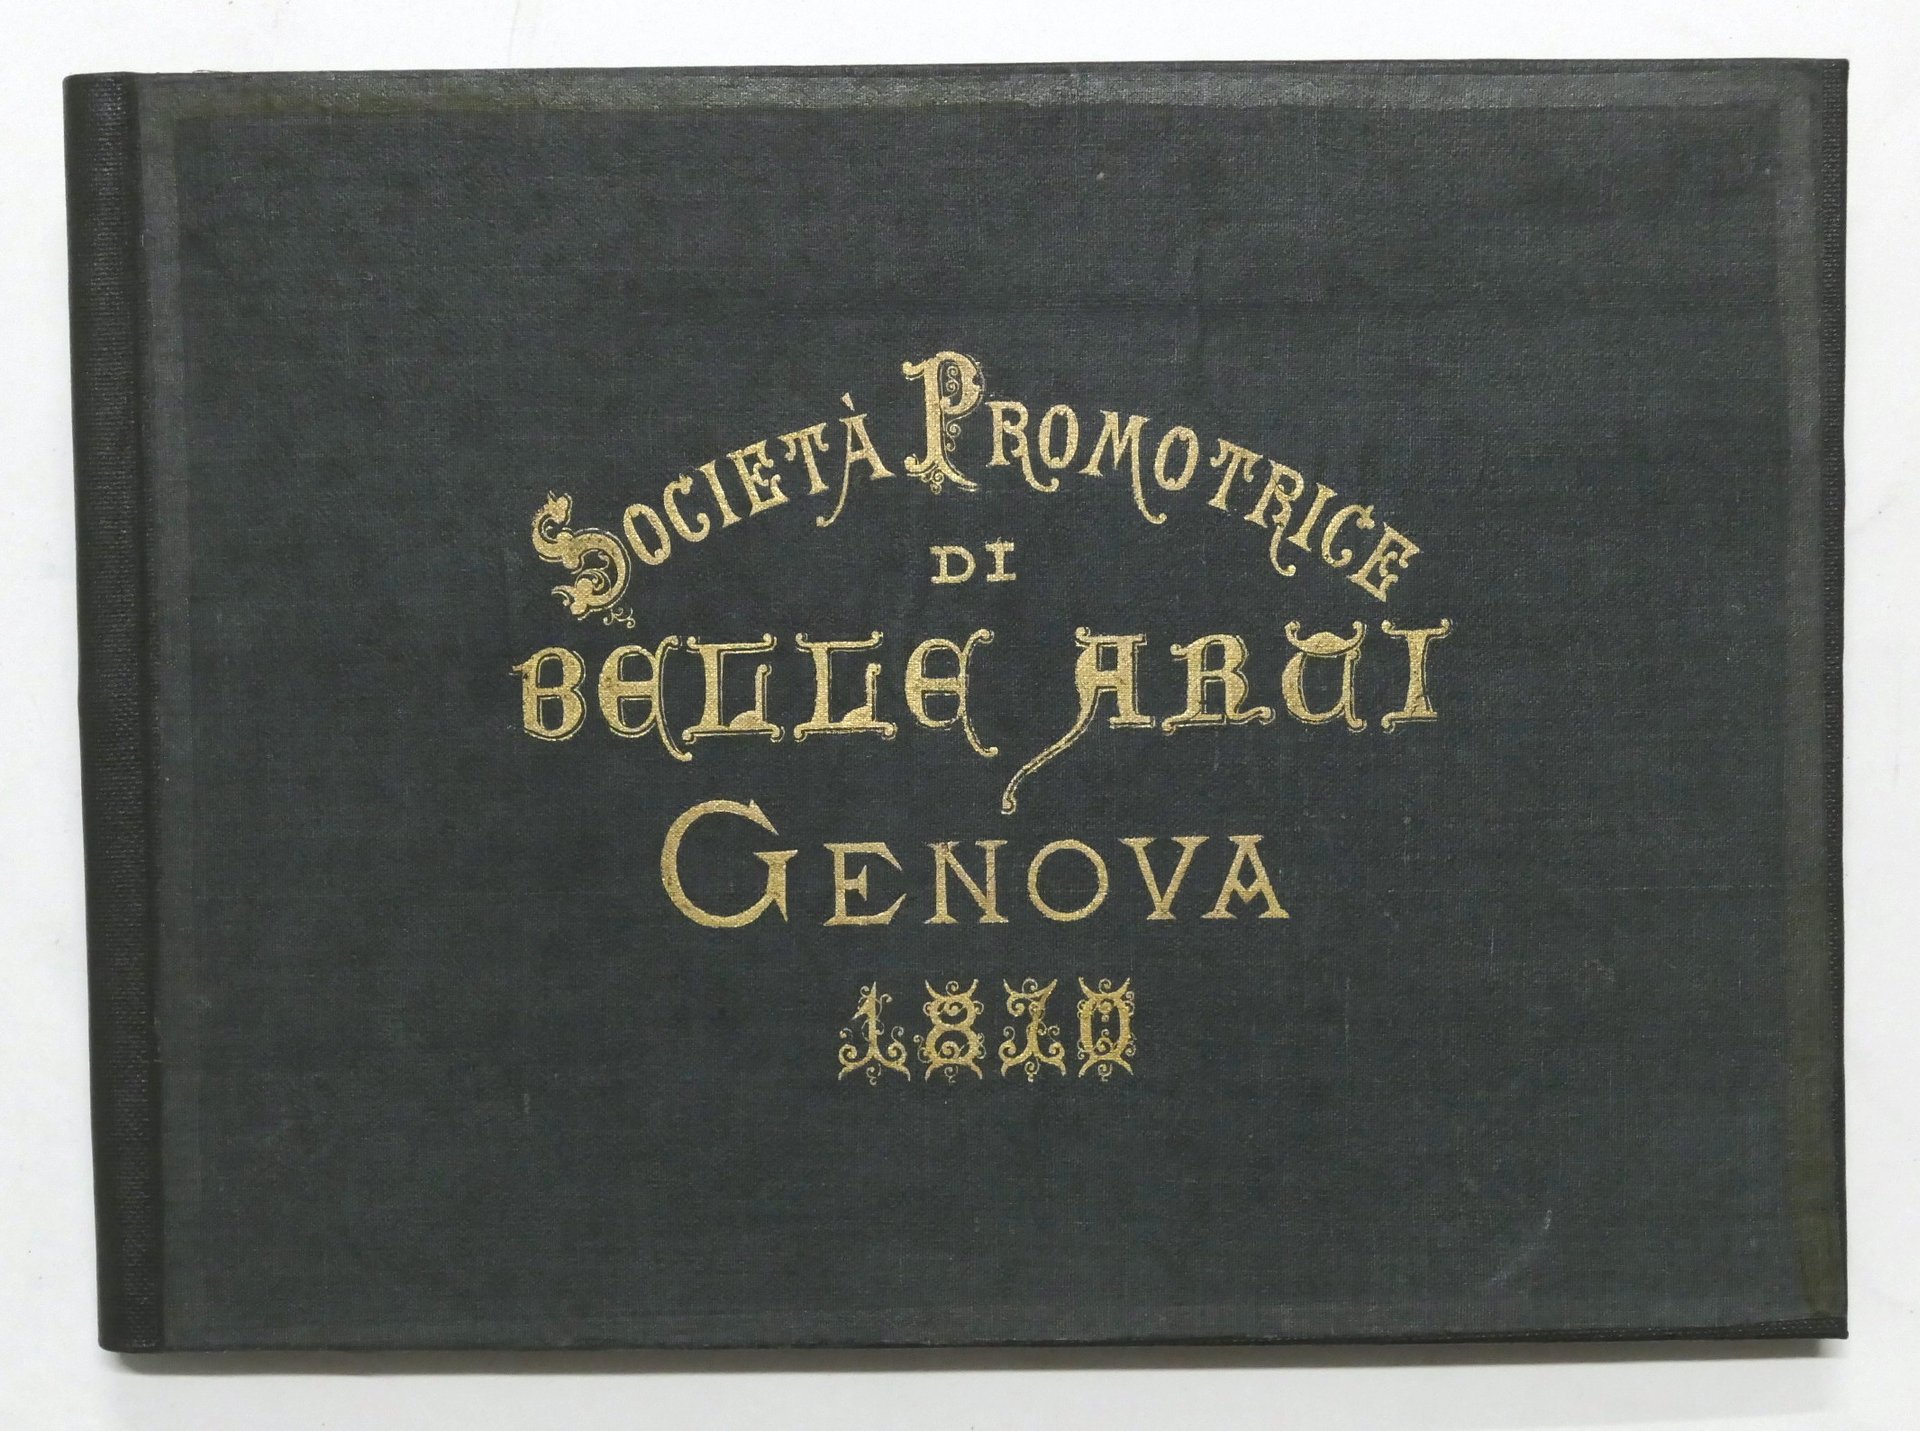 SOCIETÀ PROMOTRICE
DI
BELLE ARTI
GENOVA
1870